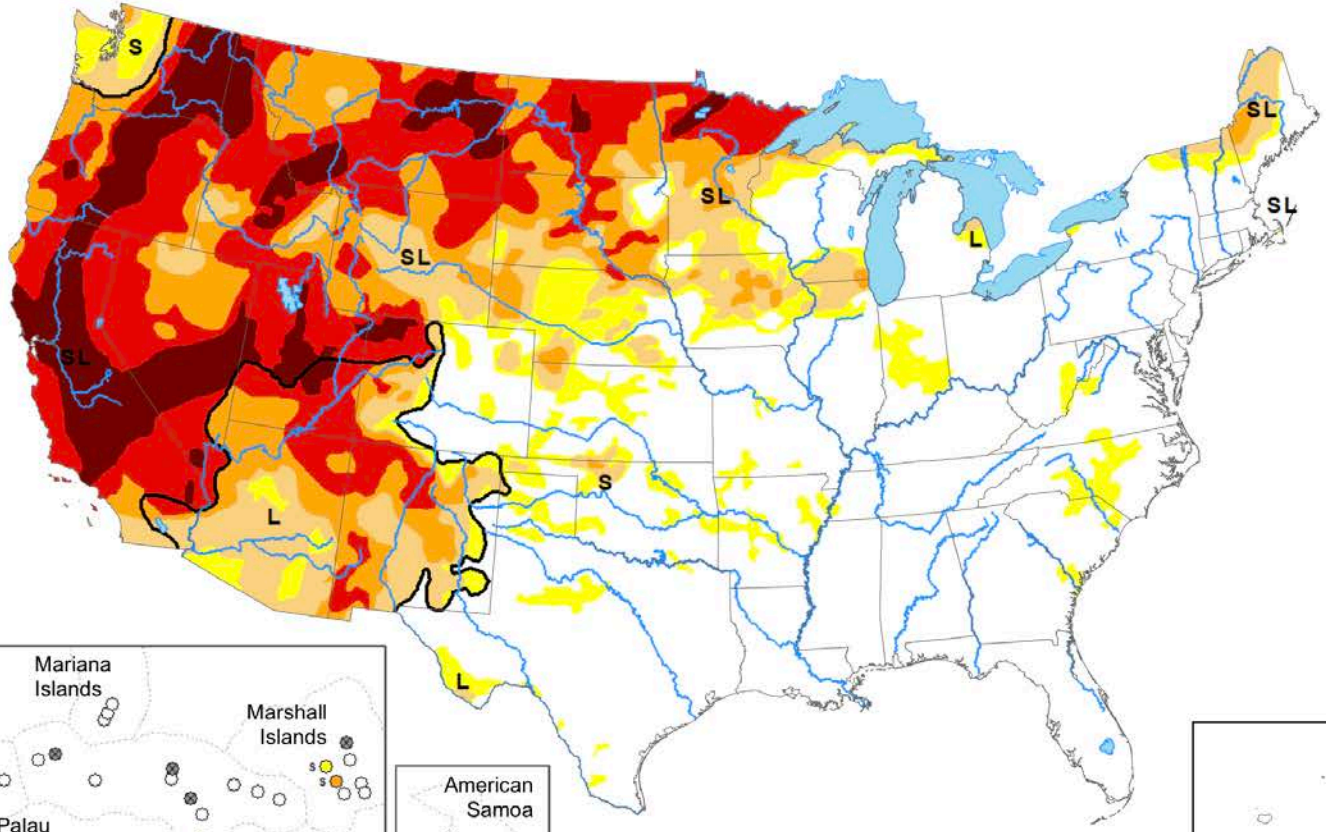 S
SL
SL
SL
SL
L
SL
S
L
L
Mariana
Islands
Marshall
Islands
S
S
Palau
American
Samoa